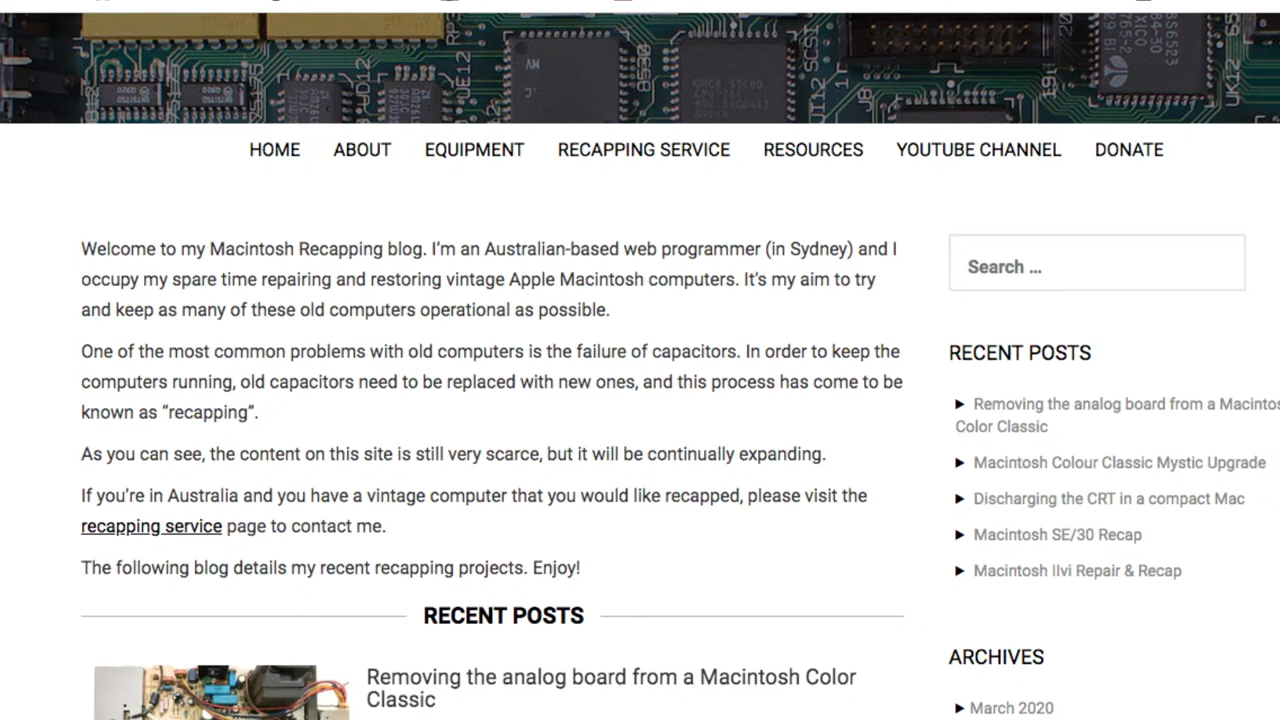 HOME ABOUT EQUIPMENT RECAPPING SERVICE RESOURCES YOUTUBE CHANNEL DONATE
Welcome to my Macintosh Recapping blog. I'm an Australian-based web programmer (in Sydney) and I
occupy my spare time repairing and restoring vintage Apple Macintosh computers. It's my aim to try
and keep as many of these old computers operational as possible.
One of the most common problems with old computers is the failure of capacitors. In order to keep the
computers running, old capacitors need to be replaced with new ones, and this process has come to be
known as “recapping”.
As you can see, the content on this site is still very scarce, but it will be continually expanding.
If you're in Australia and you have a vintage computer that you would like recapped, please visit the
recapping service page to contact me.
The following blog details my recent recapping projects. Enjoy!
RECENT POSTS
Removing the analog board from a Macintosh Color
Classic
Search ...
RECENT POSTS
Removing the analog board from a Macintos
Color Classic
Macintosh Colour Classic Mystic Upgrade
Discharging the CRT in a compact Mac
Macintosh SE/30 Recap
Macintosh IIvi Repair & Recap
ARCHIVES
March 2020